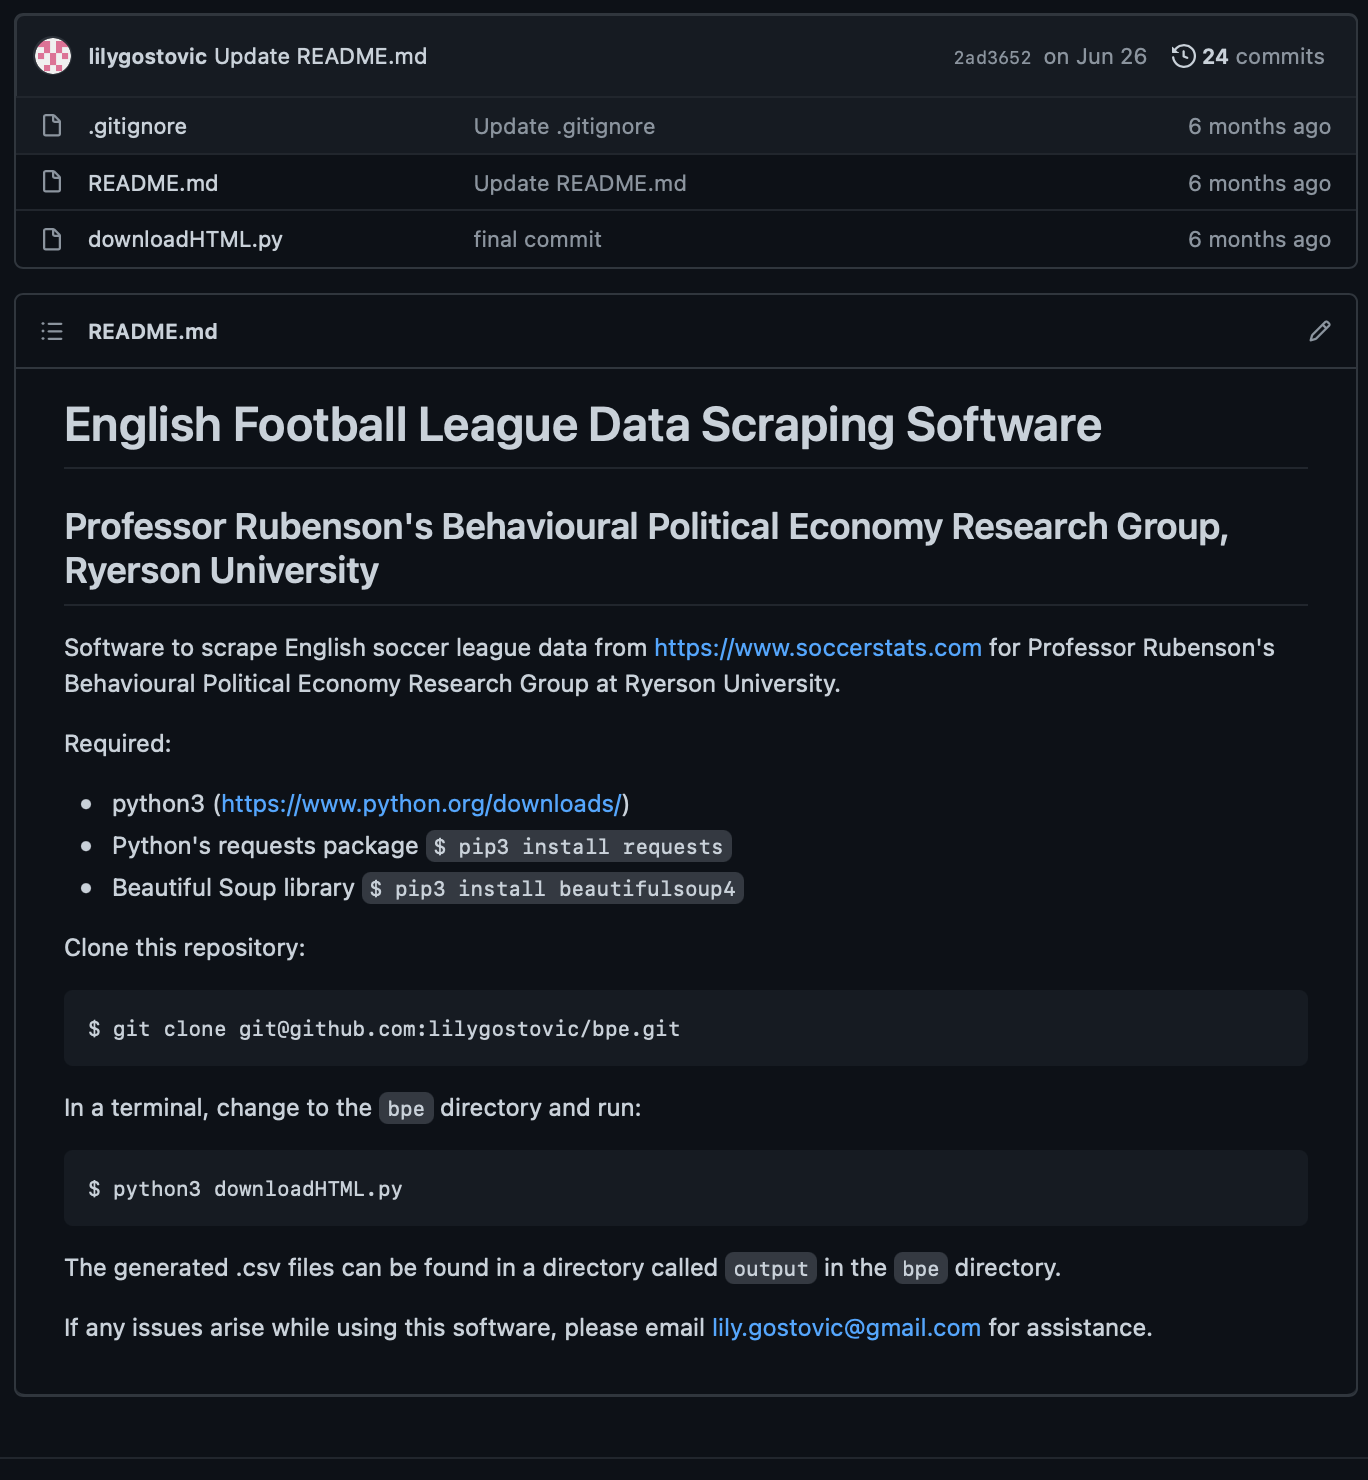 lilygostovic Update README.md 2ad3652 on Jun 26 24 commits
.gitignore Update .gitignore 6 months ago
README.md Update README.md 6 months ago
downloadHTML.py final commit 6 months ago
README.md
English Football League Data Scraping Software
Professor Rubenson's Behavioural Political Economy Research Group,
Ryerson University
Software to scrape English soccer league data from https://www.soccerstats.com for Professor Rubenson's
Behavioural Political Economy Research Group at Ryerson University.
Required:
• python3 (https://www.python.org/downloads/)
• Python's requests package $ pip3 install requests
• Beautiful Soup library $ pip3 install beautifulsoup4
Clone this repository:
$ git clone git@github.com:lilygostovic/bpe.git
In a terminal, change to the bpe directory and run:
$ python3 downloadHTML.py
The generated .csv files can be found in a directory called output in the bpe directory.
If any issues arise while using this software, please email lily.gostovic@gmail.com for assistance.